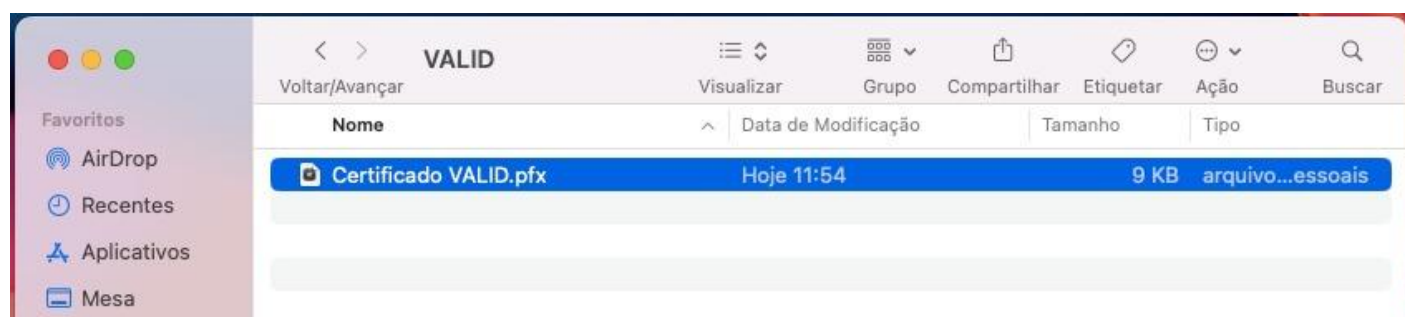 VALID
Voltar/Avançar Visualizar Grupo Compartilhar Etiquetar Ação Buscar
Favoritos
Nome Data de Modificação Tamanho Tipo
AirDrop
Certificado VALID.pfx Hoje 11:54 9 KB arquivo...essoais
Recentes
Aplicativos
Mesa